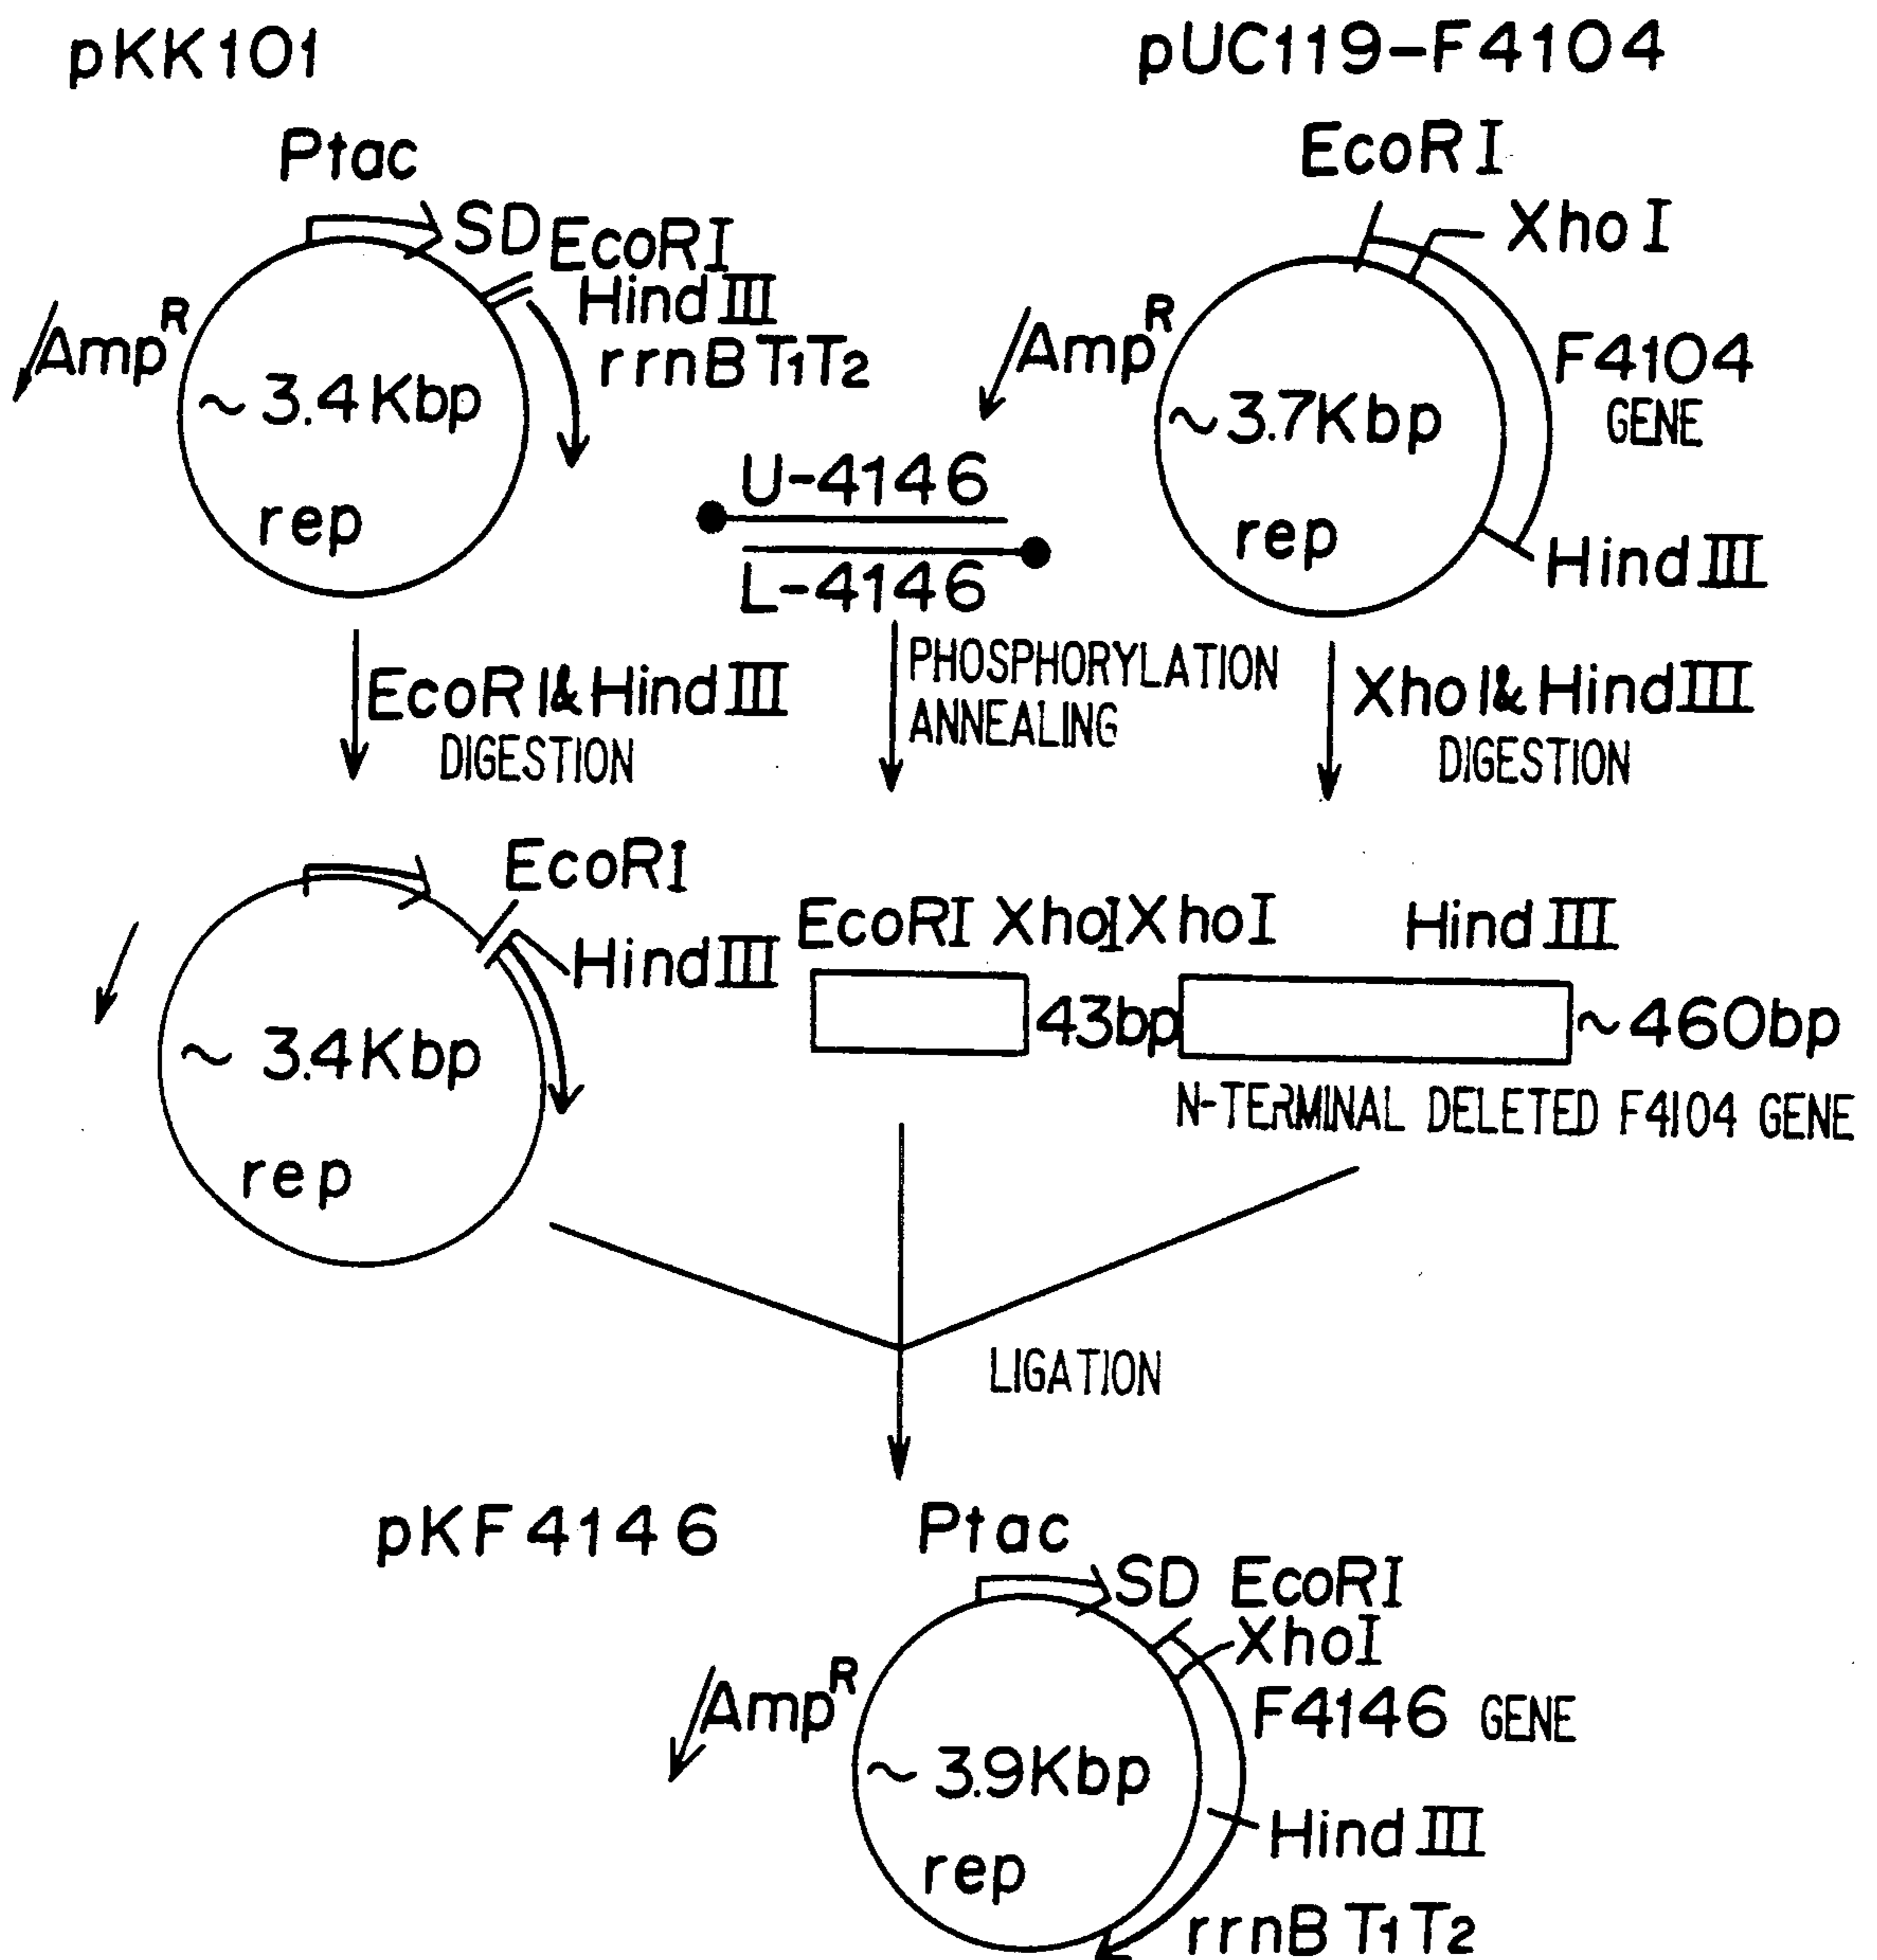 pKK101
pUC119-F4104
Ptac
SD
EcoRI
HindIII
rrnBT1T2
AmpR
~3.4Kbp
rep
EcoRI
XhoI
AmpR
F4104
GENE
~3.7Kbp
rep
HindIII
U-4146
L-4146
EcoRI&HindIII
DIGESTION
PHOSPHORYLATION
ANNEALING
XhoI&HindIII
DIGESTION
EcoRI
HindIII
~3.4Kbp
rep
EcoRI XhoI XhoI HindIII
43bp
~460bp
N-TERMINAL DELETED F4104 GENE
LIGATION
pKF4146
Ptac
SD EcoRI
XhoI
AmpR
F4146 GENE
~3.9Kbp
HindIII
rep
rrnBT1T2